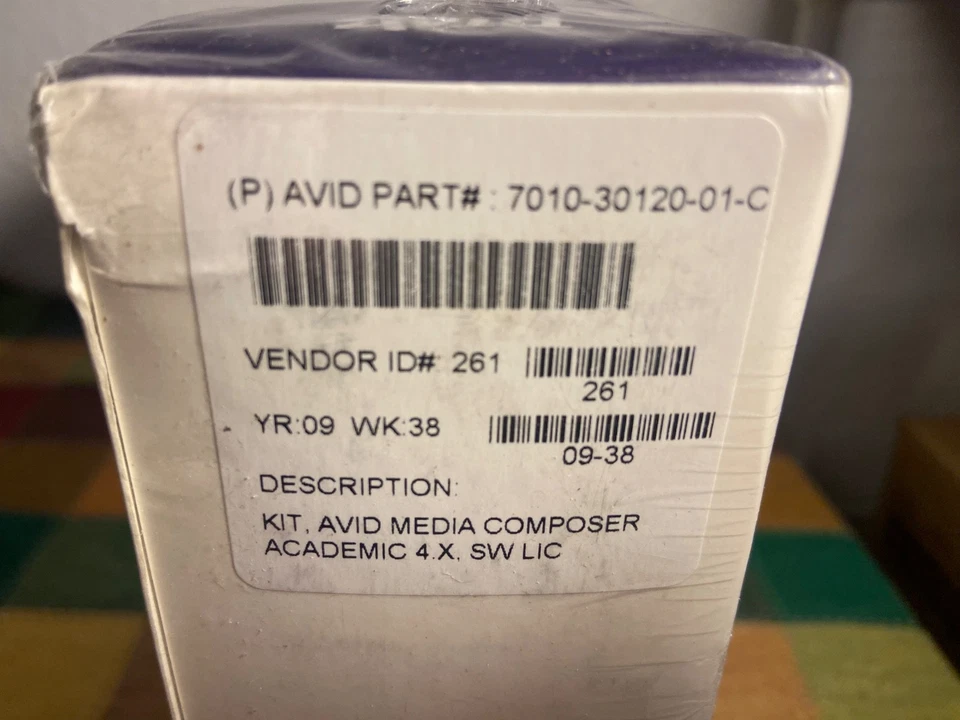 (P) AVID PART# : 7010-30120-01-C
VENDOR ID#: 261
261
YR:09 WK:38
09-38
DESCRIPTION:
KIT, AVID MEDIA COMPOSER
ACADEMIC 4.X, SW LIC